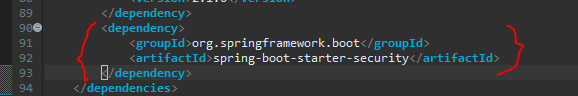 89 </dependency>
90 <dependency>
91 <groupId>org.springframework.boot</groupId>
92 <artifactId>spring-boot-starter-security</artifactId>
93 </dependency>
94 </dependencies>